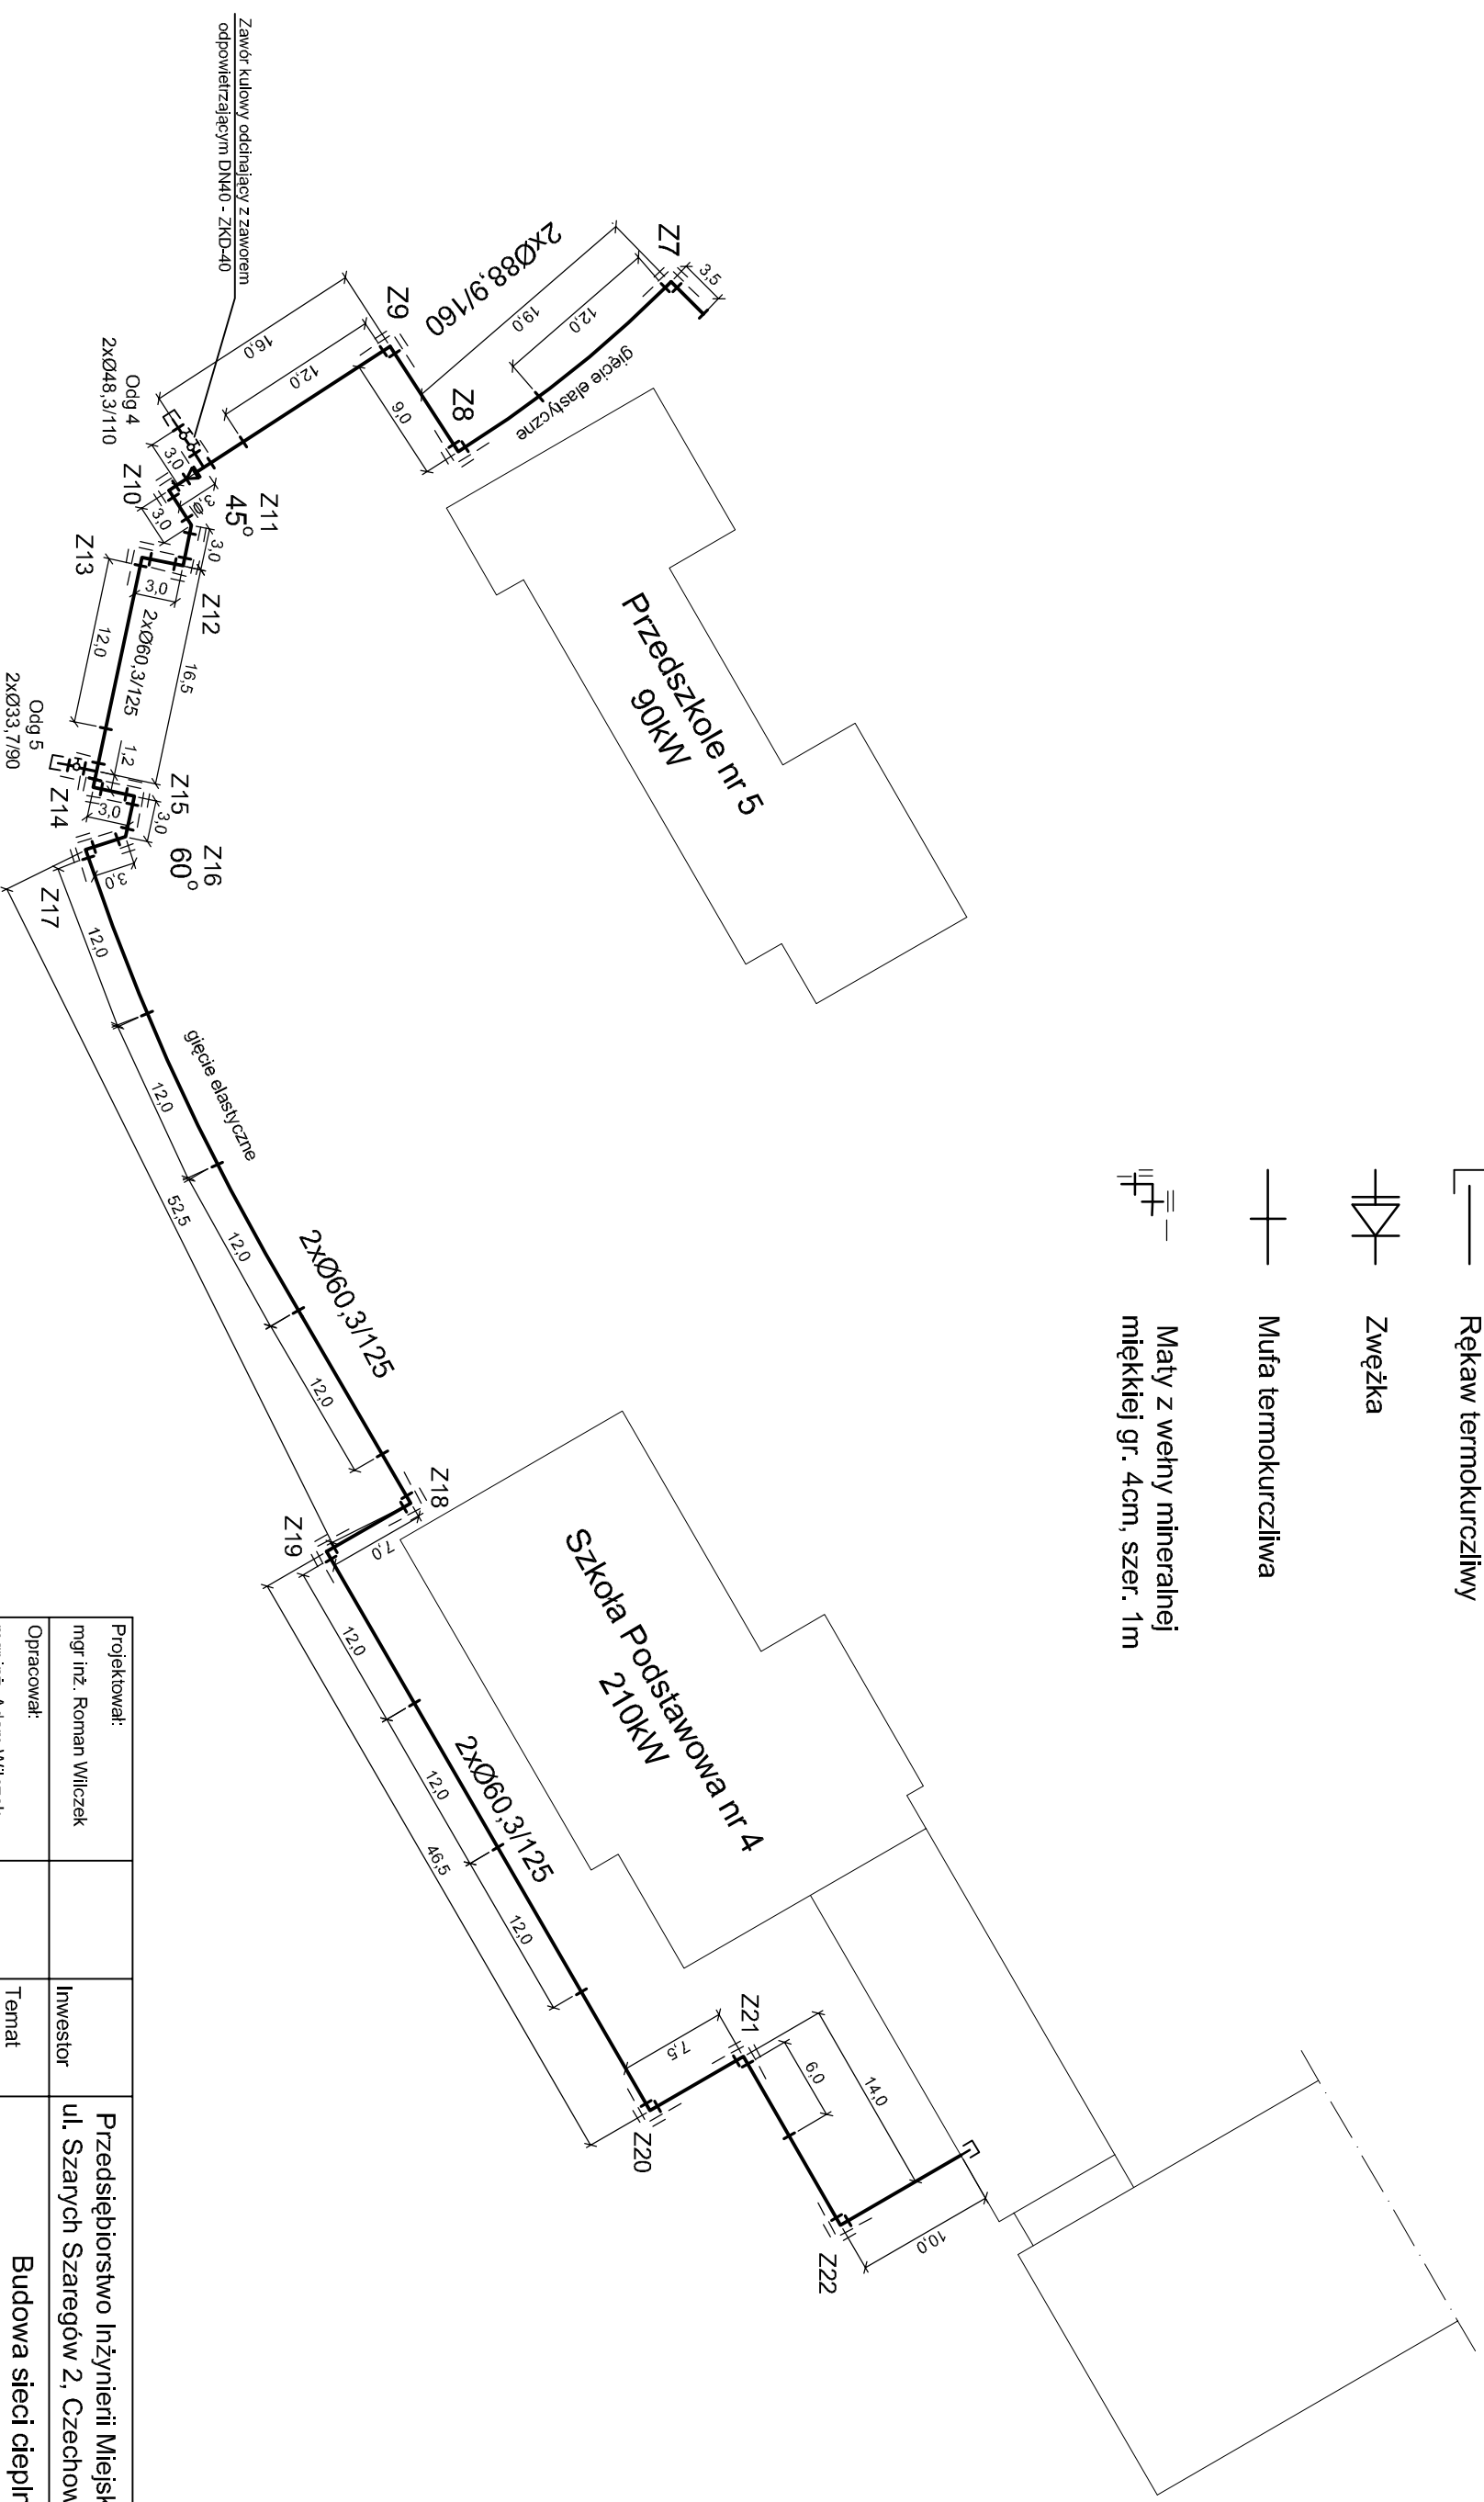 Rękaw termokurczliwy
Zwężka
Mufa termokurczliwa
Maty z wełny mineralnej
miękkiej gr. 4cm, szer. 1m
Zawór kulowy odcinający z zaworem
odpowietrzającym DN40 - ZKD-40
Z7
3,5
19,0
12,0
gięcie elastyczne
2xØ88,9/160
Z8
9,0
Z9
16,0
12,0
Odg 4
2xØ48,3/110
3,0
Z10
3,0
3,0
Z11
45°
3,0
Z12
3,0
Z13
16,5
12,0
2xØ60,3/125
1,2
Odg 5
2xØ33,7/90
Z14
3,0
Z15
3,0
Z16
60°
3,0
Z17
12,0
12,0
12,0
12,0
52,5
gięcie elastyczne
2xØ60,3/125
Z18
7,0
Z19
12,0
12,0
12,0
46,5
2xØ60,3/125
Z20
7,5
Z21
6,0
14,0
Z22
10,0
Przedszkole nr 5
90kW
Szkoła Podstawowa nr 4
210kW
Projektował:
mgr inż. Roman Wilczek
Opracował:
Inwestor
Temat
Przedsiębiorstwo Inżynierii Miejsk
ul. Szarych Szaregów 2, Czechow
Budowa sieci ciepln